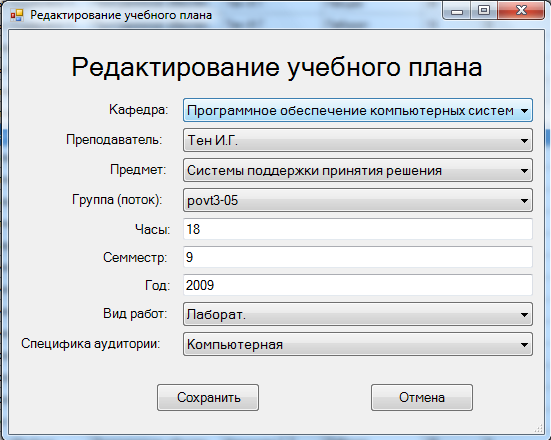 Редактирование учебного плана
Редактирование учебного плана
Кафедра: Программное обеспечение компьютерных систем
Преподаватель: Тен И.Г.
Предмет: Системы поддержки принятия решения
Группа (поток): povt3-05
Часы: 18
Семместр: 9
Год: 2009
Вид работ: Лаборат.
Специфика аудитории: Компьютерная
Сохранить Отмена